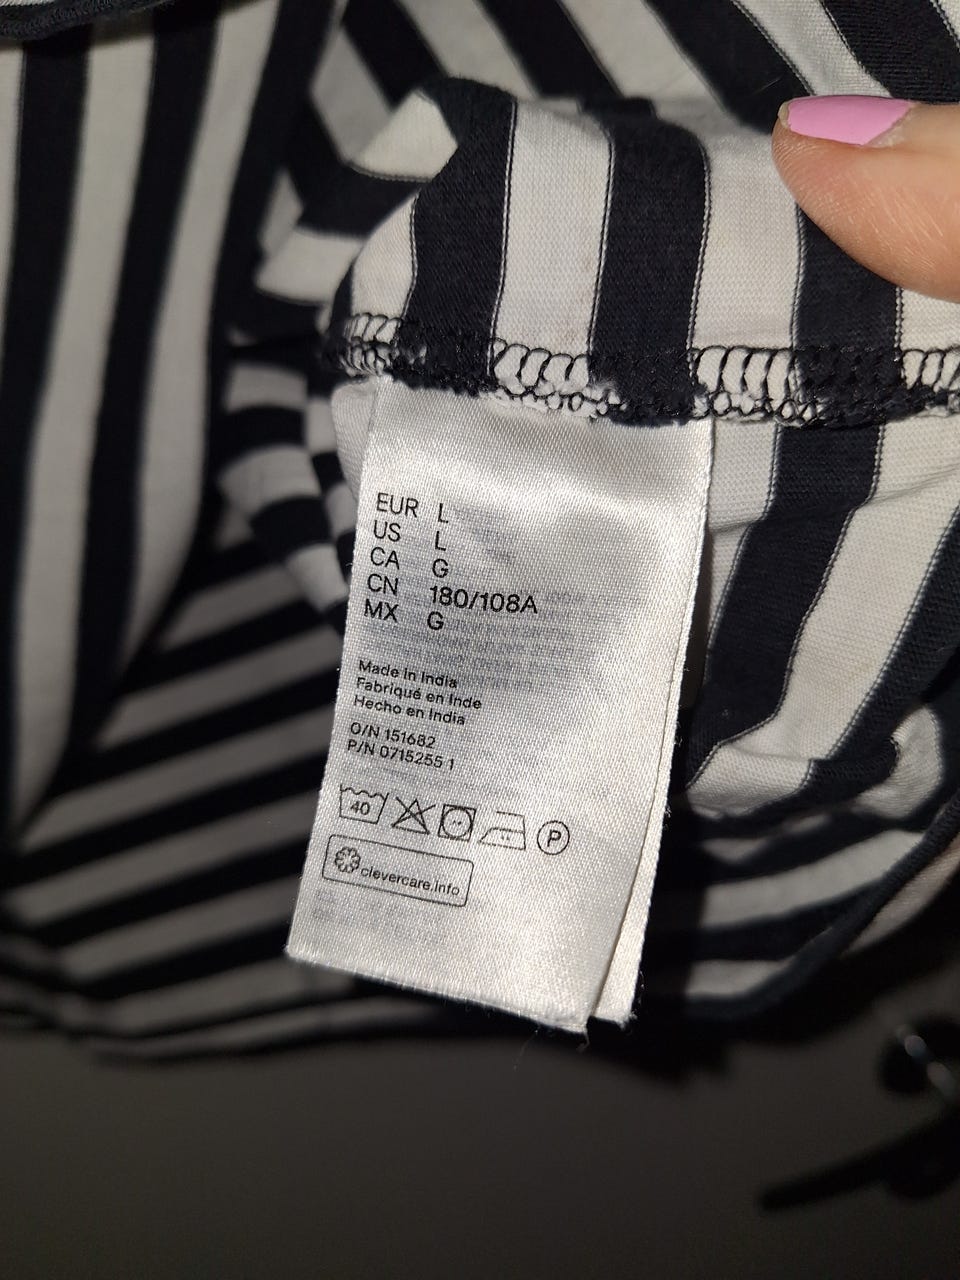 EUR L
US L
CA G
CN 180/108A
MX G
Made in India
Fabriqué en Inde
Hecho en India
O/N 151682
P/N 0715255 1
40
P
clevercare.info